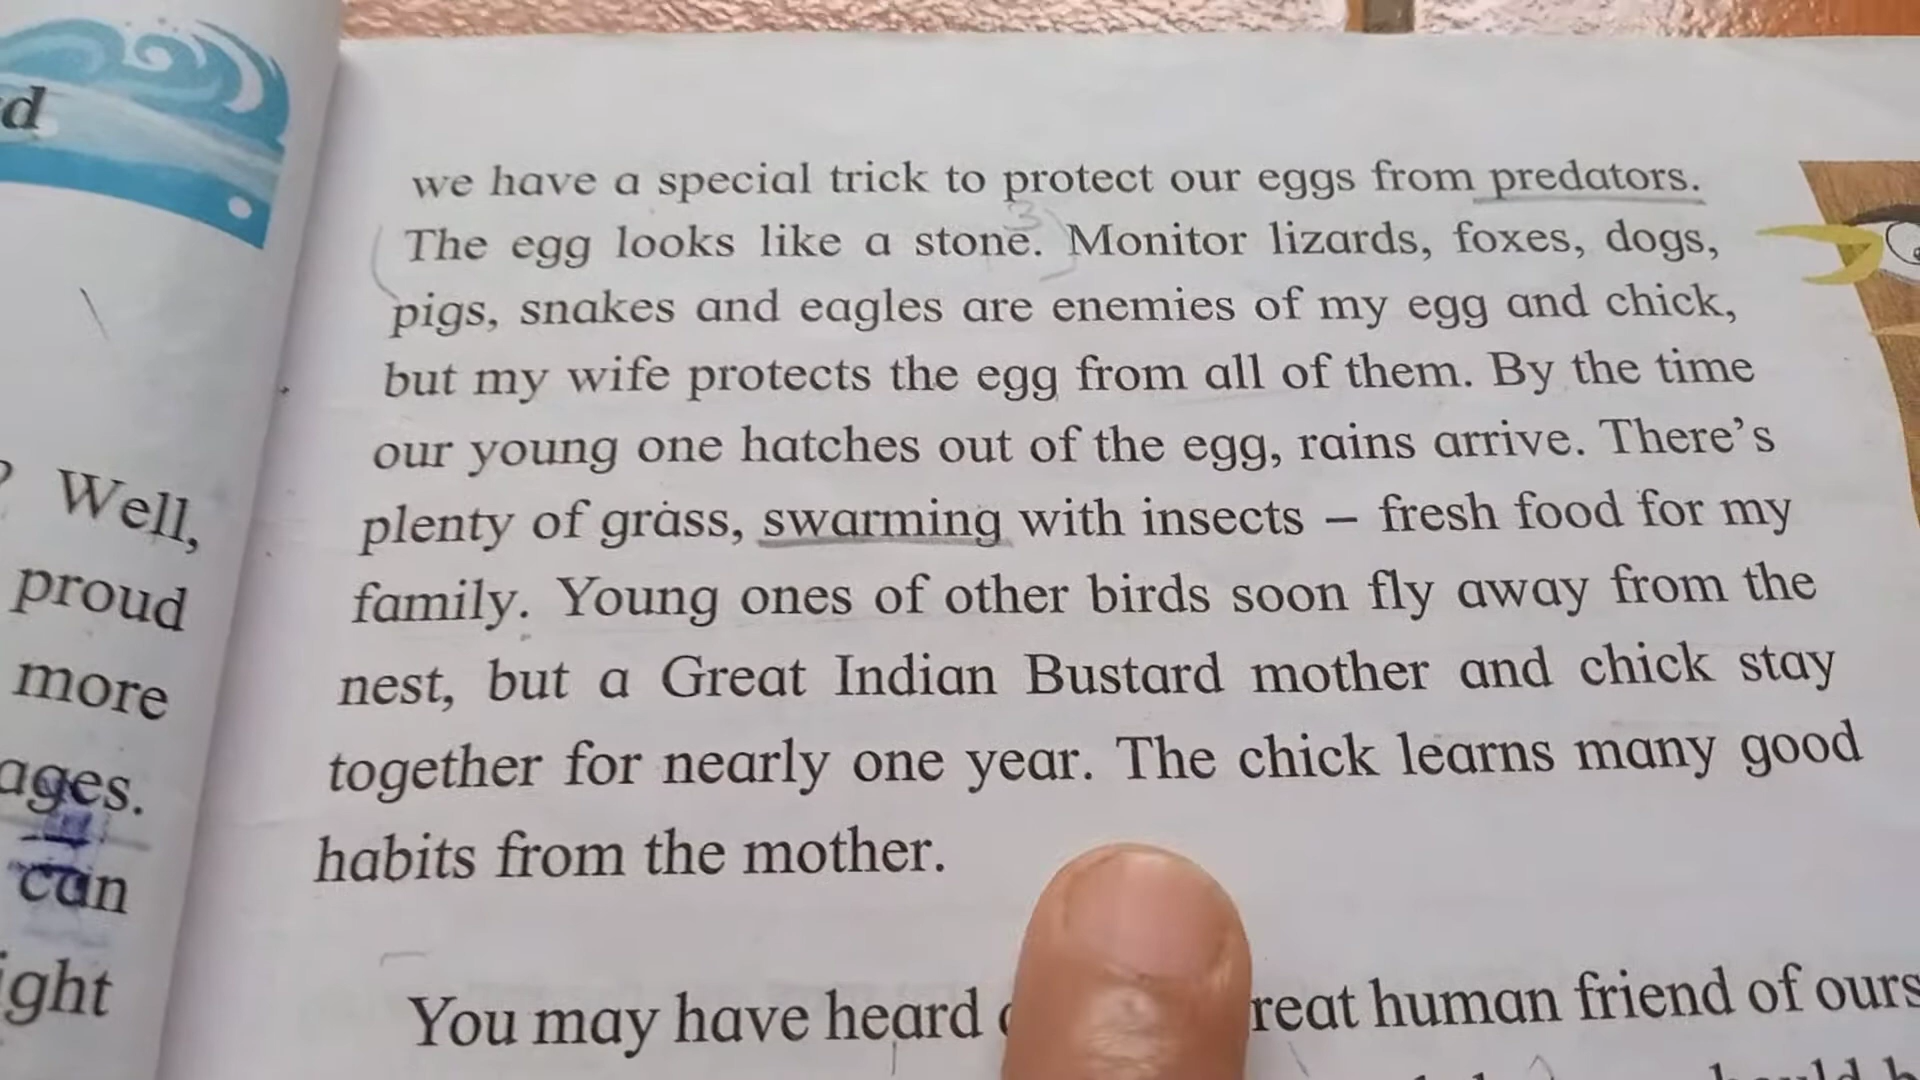 d
Well,
proud
more
ages.
can
ight
we have a special trick to protect our eggs from predators.
3
The egg looks like a stone. Monitor lizards, foxes, dogs,
pigs, snakes and eagles are enemies of my egg and chick,
but my wife protects the egg from all of them. By the time
our young one hatches out of the egg, rains arrive. There's
plenty of grass, swarming with insects – fresh food for my
family. Young ones of other birds soon fly away from the
nest, but a Great Indian Bustard mother and chick stay
together for nearly one year. The chick learns many good
habits from the mother.
You may have heard reat human friend of ours